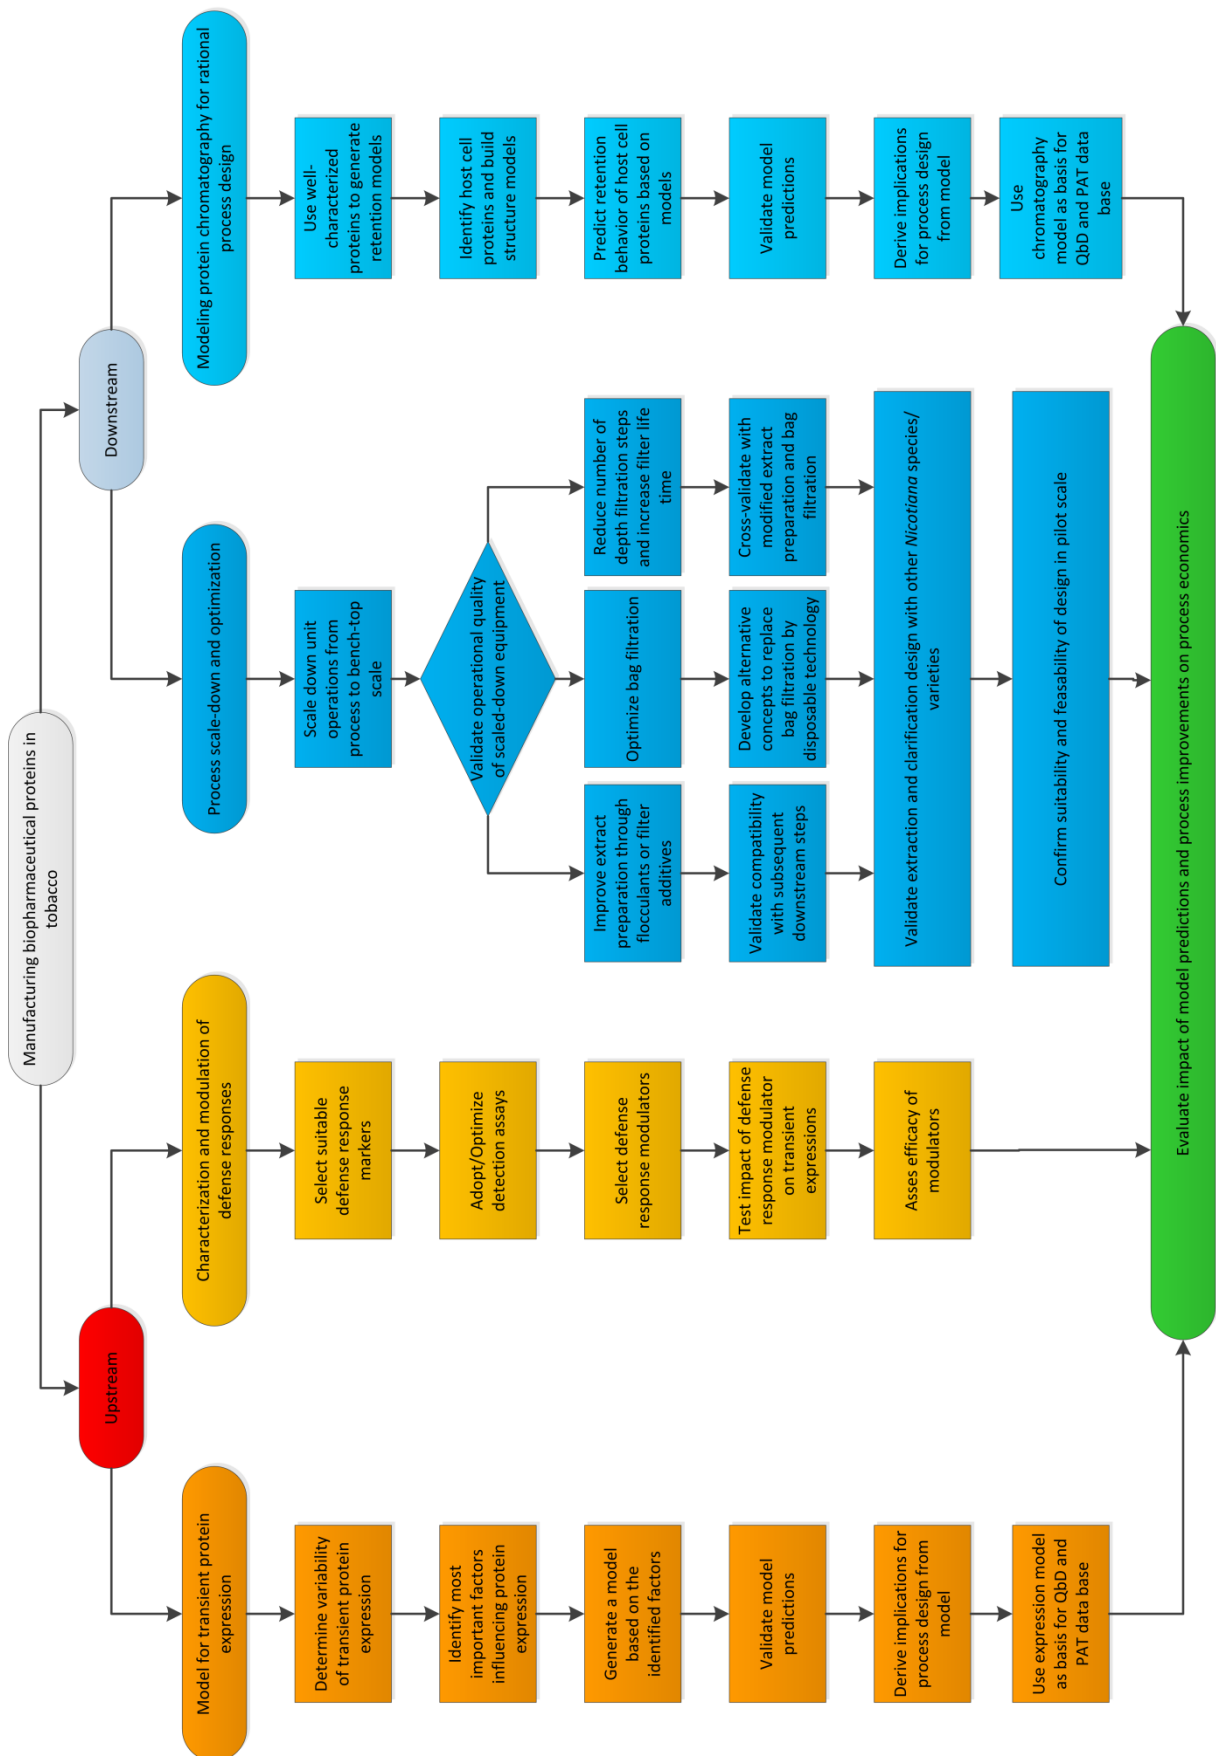 Manufacturing biopharmaceutical proteins in
tobacco
Upstream
Downstream
Model for transient protein
expression
Characterization and modulation of
defense responses
Process scale-down and optimization
Modeling protein chromatography for rational
process design
Determine variability
of transient protein
expression
Select suitable
defense response
markers
Scale down unit
operations from
process to bench-top
scale
Use well-
characterized
proteins to generate
retention models
Identify most
important factors
influencing protein
expression
Adopt/Optimize
detection assays
Validate operational quality
of scaled-down equipment
Identify host cell
proteins and build
structure models
Generate a model
based on the
identified factors
Select defense
response modulators
Improve extract
preparation through
flocculants or filter
additives
Optimize bag filtration
Reduce number of
depth filtration steps
and increase filter life
time
Predict retention
behavior of host cell
proteins based on
models
Validate model
predictions
Test impact of defense
response modulator
on transient
expressions
Validate compatibility
with subsequent
downstream steps
Develop alternative
concepts to replace
bag filtration by
disposable technology
Cross-validate with
modified extract
preparation and bag
filtration
Validate model
predictions
Derive implications for
process design from
model
Asses efficacy of
modulators
Validate extraction and clarification design with other Nicotiana species/
varieties
Derive implications
for process design
from model
Use expression model
as basis for QbD and
PAT data base
Confirm suitability and feasability of design in pilot scale
Use
chromatography
model as basis for
QbD and PAT data
base
Evaluate impact of model predictions and process improvements on process economics